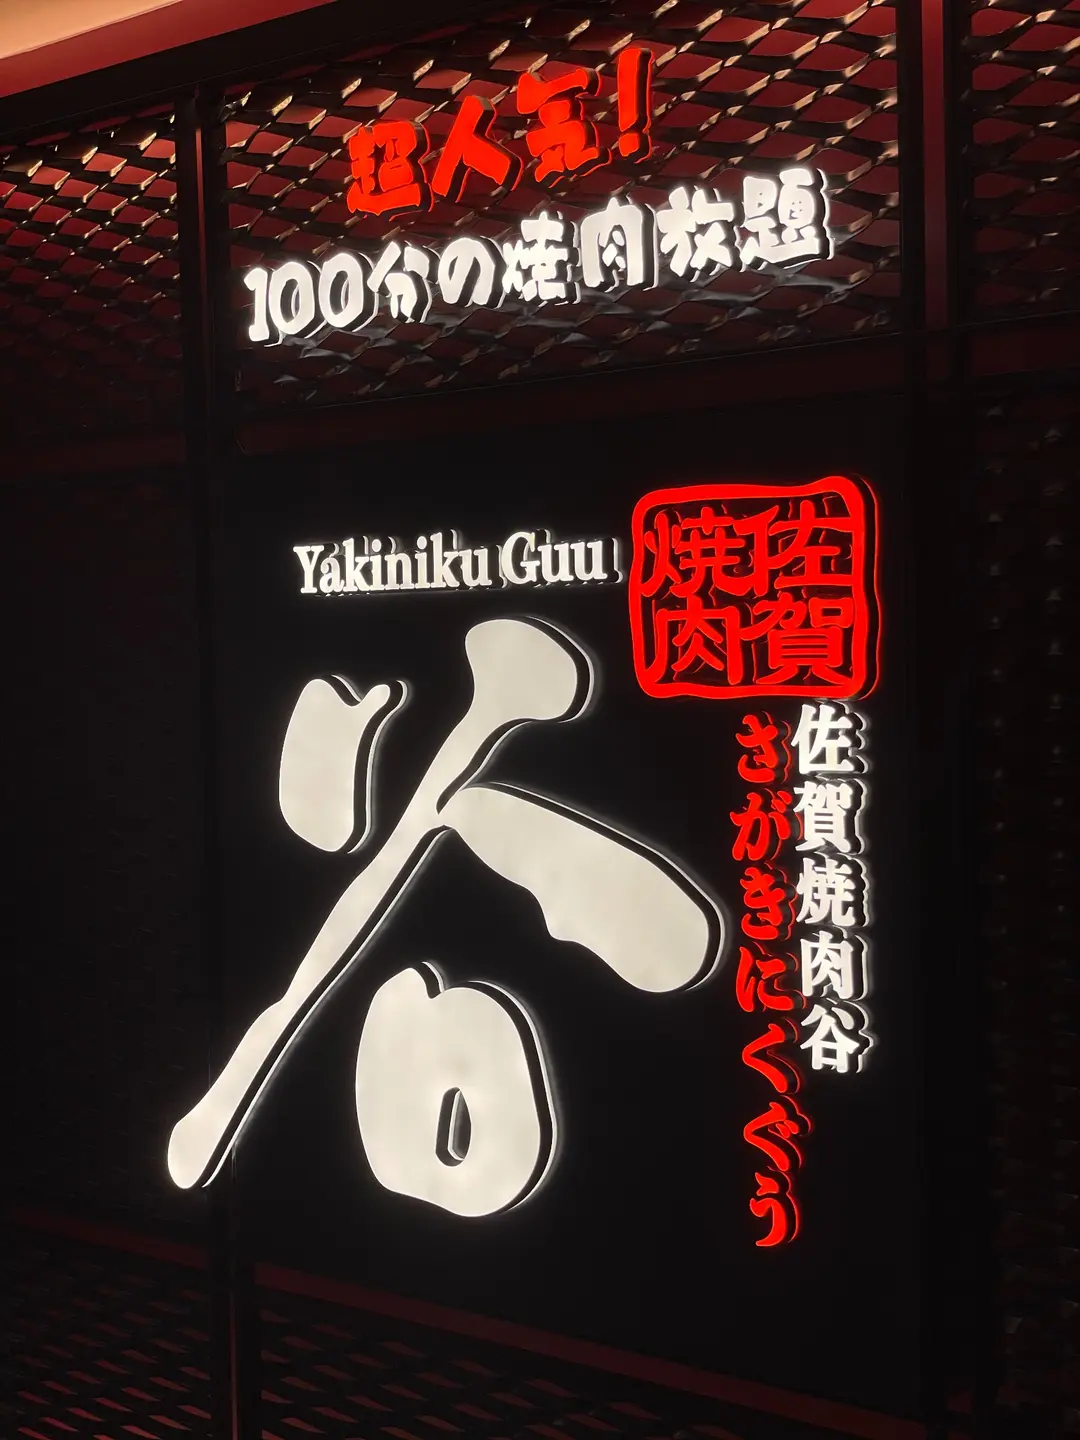 超人気!
100分の焼肉放題
Yakiniku Guu
佐賀
焼肉
谷
佐賀焼肉谷
さがきにくぐう